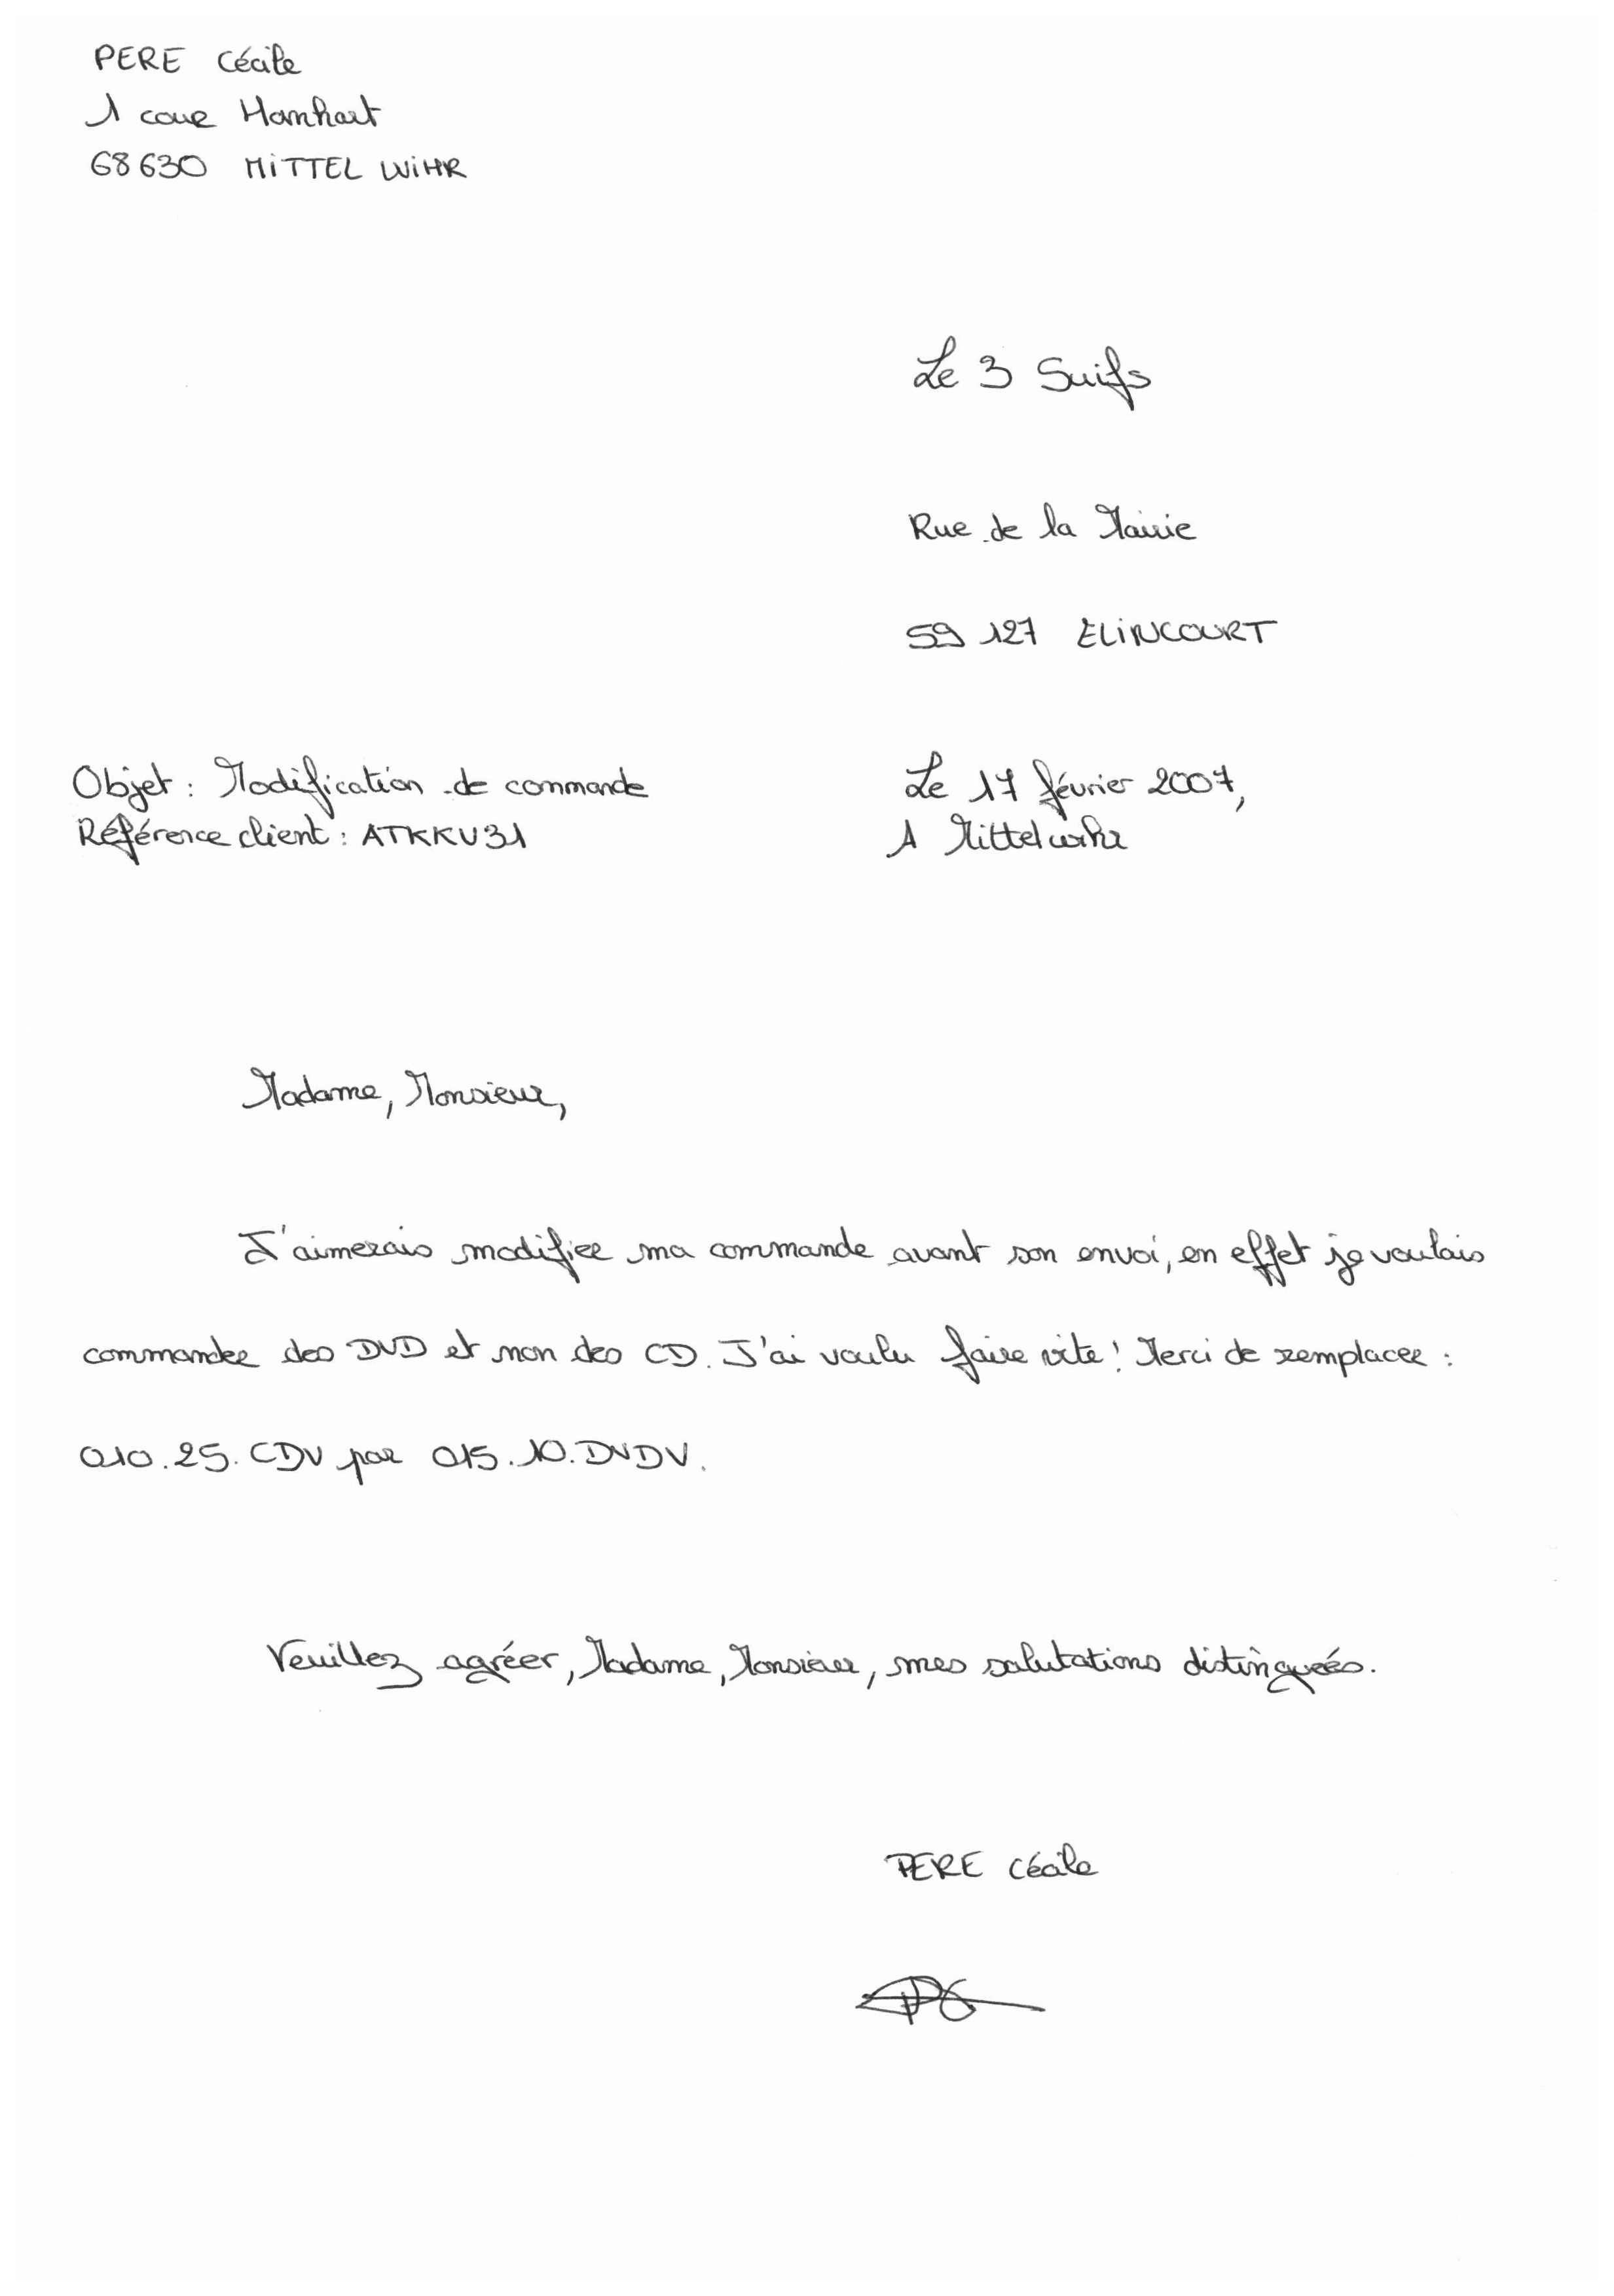 PERE Cécile
1 cour Hanhart
68630 MITTEL WIHR
Le 3 Suifs
Rue de la Mairie
59 127 ELINCOURT
Objet : Modification de commande
Le 17 février 2007,
Référence client : ATKKU31
A Mittelwihr
Madame, Monsieur,
J'aimerais modifier ma commande avant son envoi, en effet je voulais
commander des DVD et non des CD. J'ai voulu faire vite ! Merci de remplacer :
010.25.CDV par 015.10.DVDV.
Veuillez agréer, Madame, Monsieur, mes salutations distinguées.
PERE Cécile